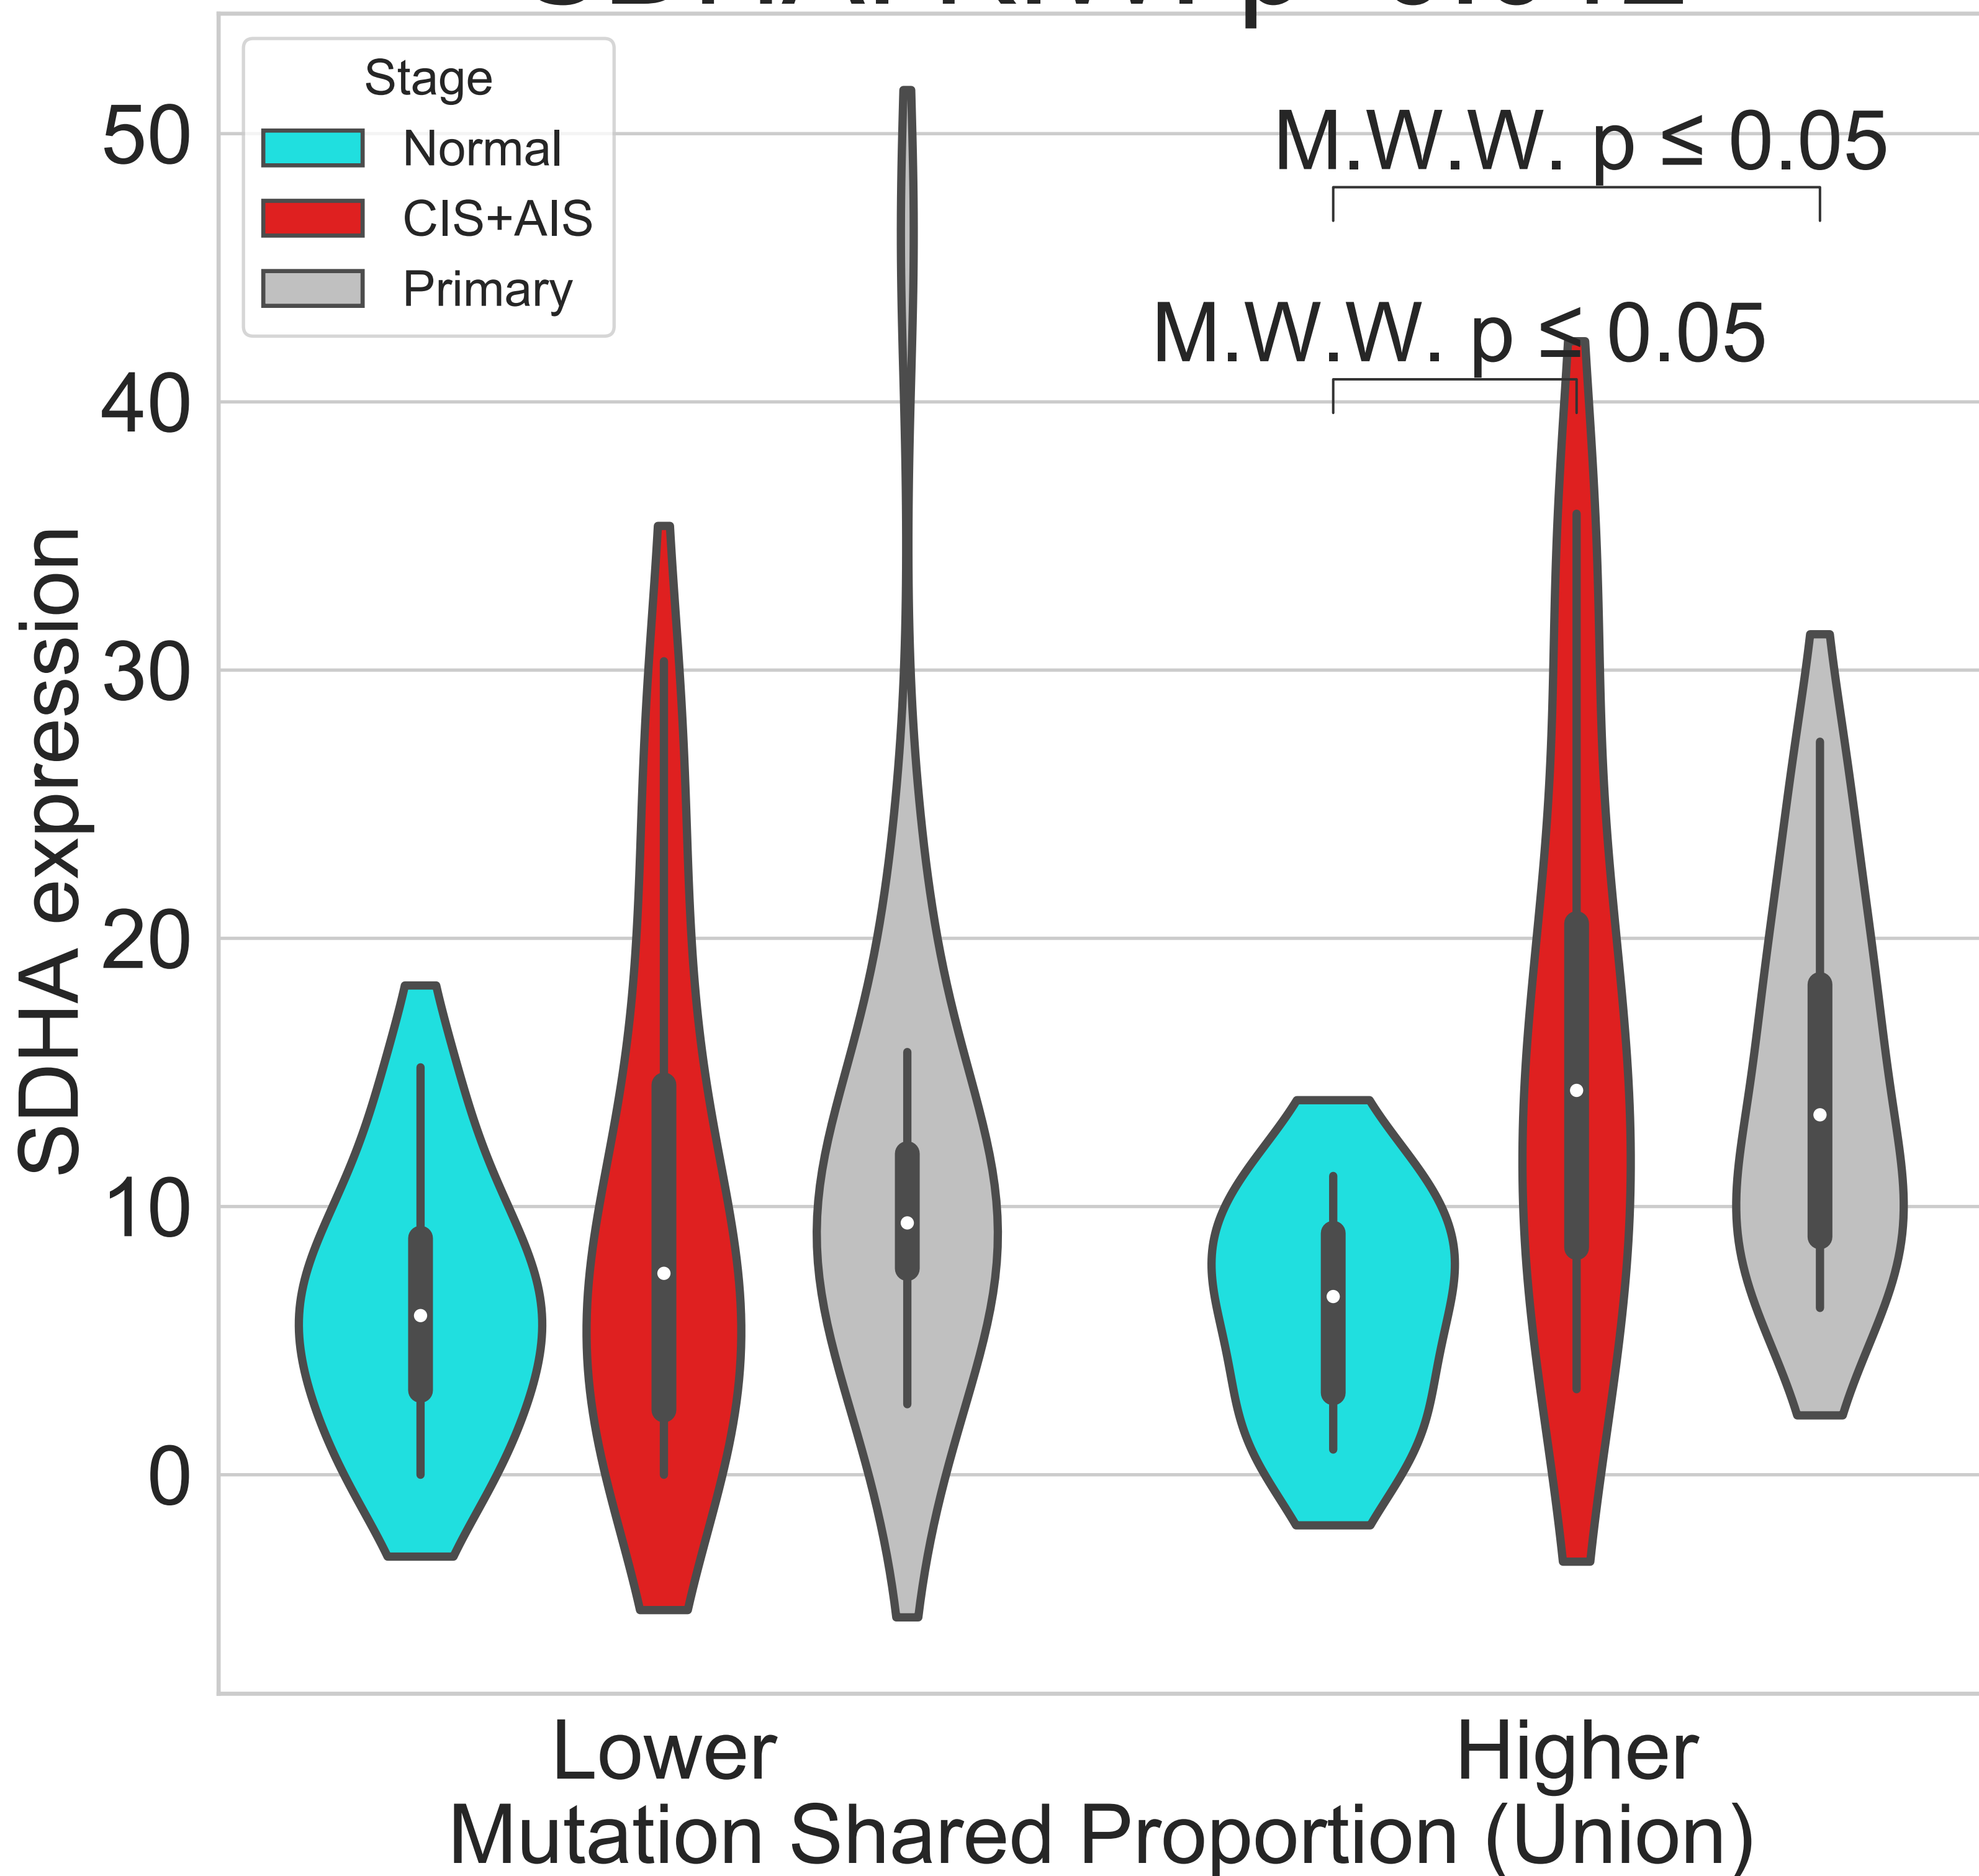 Stage
Normal
CIS+AIS
Primary
M.W.W. p ≤ 0.05
M.W.W. p ≤ 0.05
50
40
30
20
10
0
SDHA expression
Lower
Higher
Mutation Shared Proportion (Union)